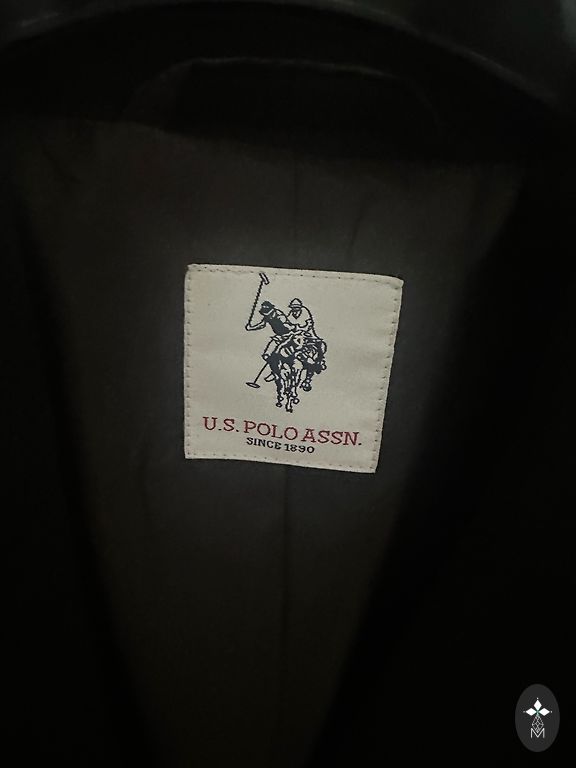 U.S. POLO ASSN.
SINCE 1890
M